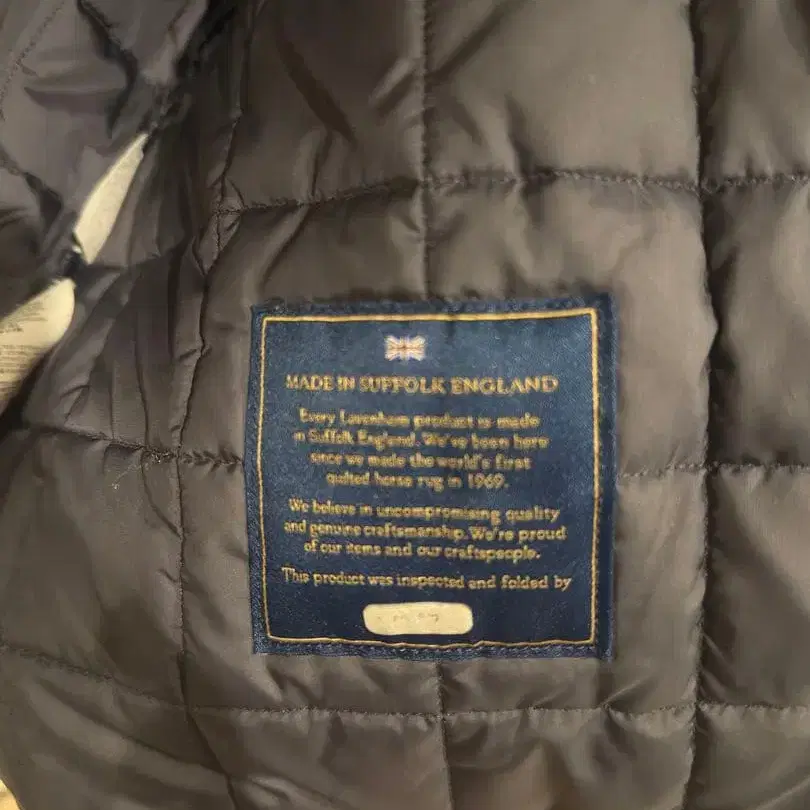 MADE IN SUFFOLK ENGLAND
Every Lavenham product is made
in Suffolk England. We've been here
since we made the world's first
quilted horse rug in 1969.
We believe in uncompromising quality
and genuine craftsmanship. We're proud
of our items and our craftspeople.
This product was inspected and folded by